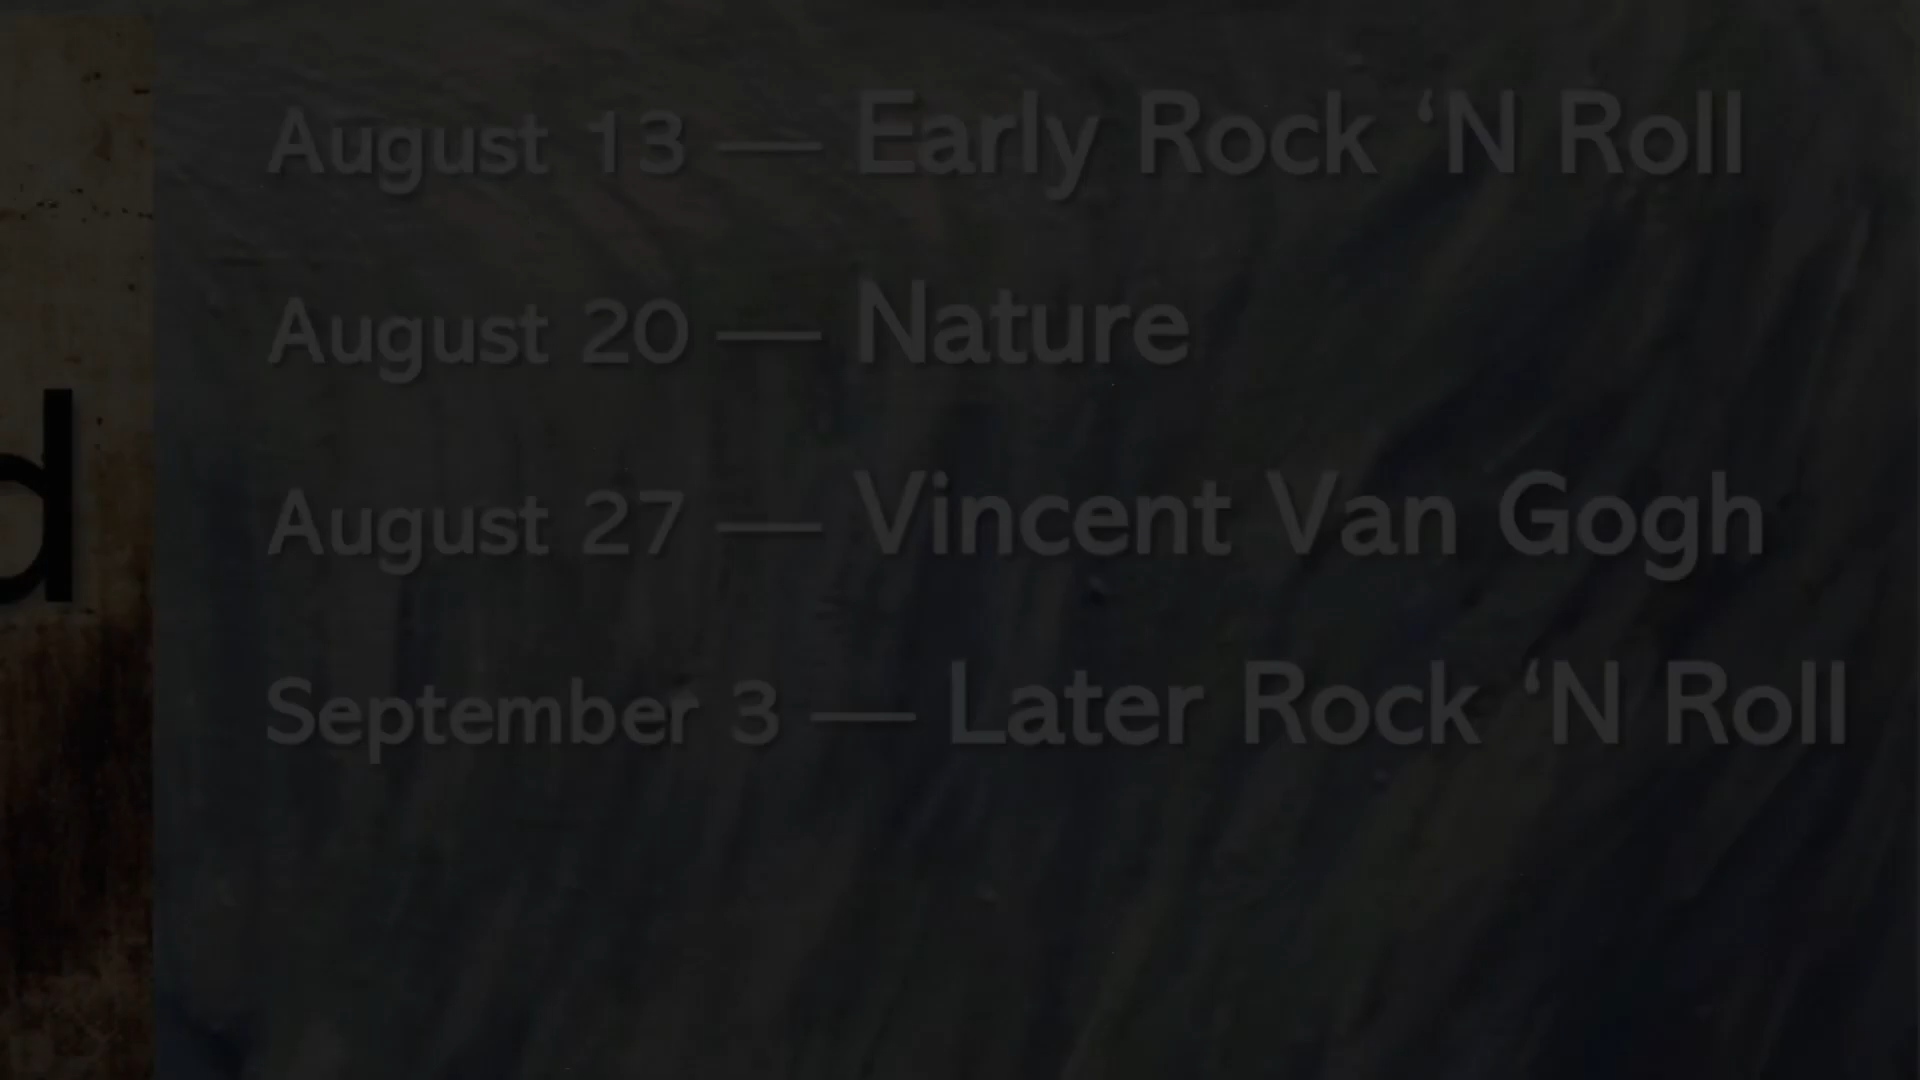 August 13 — Early Rock ‘N Roll
August 20 — Nature
August 27 — Vincent Van Gogh
September 3 — Later Rock ‘N Roll
d